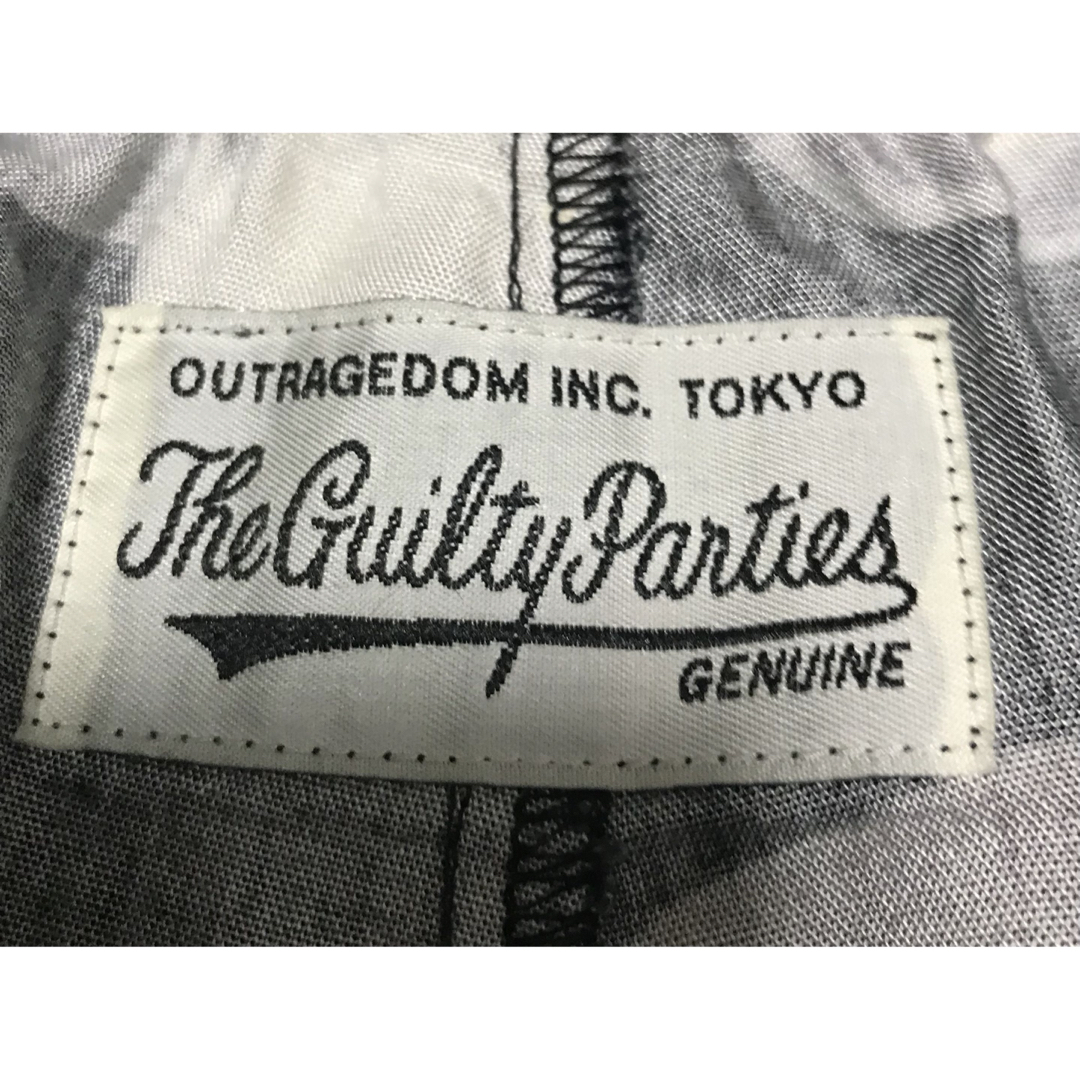 OUTRAGEDOM INC. TOKYO
The Guilty Parties
GENUINE